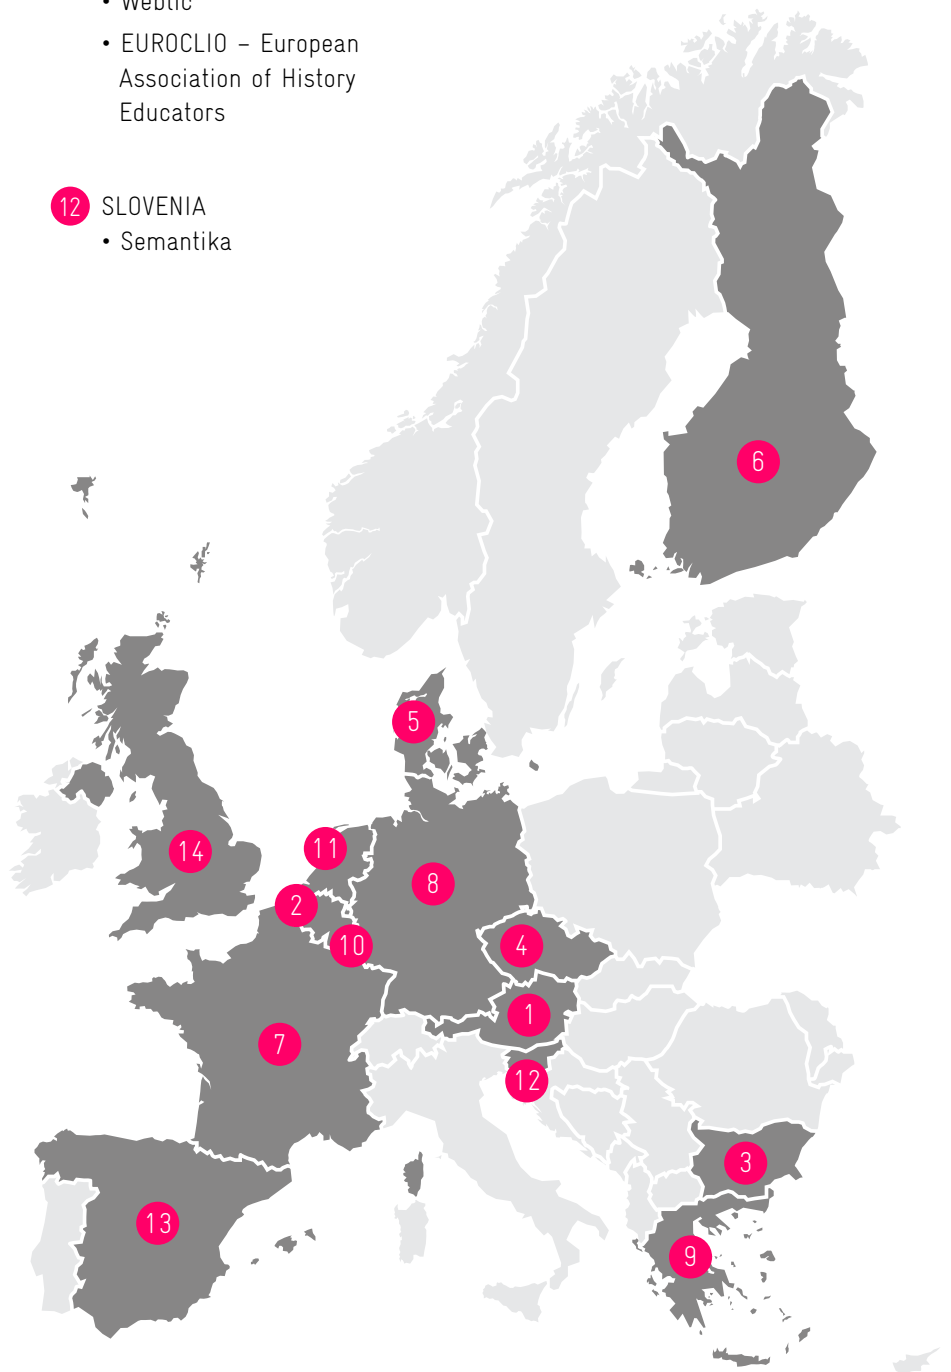 • Webtic
• EUROCLIO – European
Association of History
Educators
12 SLOVENIA
• Semantika
6
5
14
11
8
2
10
4
1
7
12
3
13
9